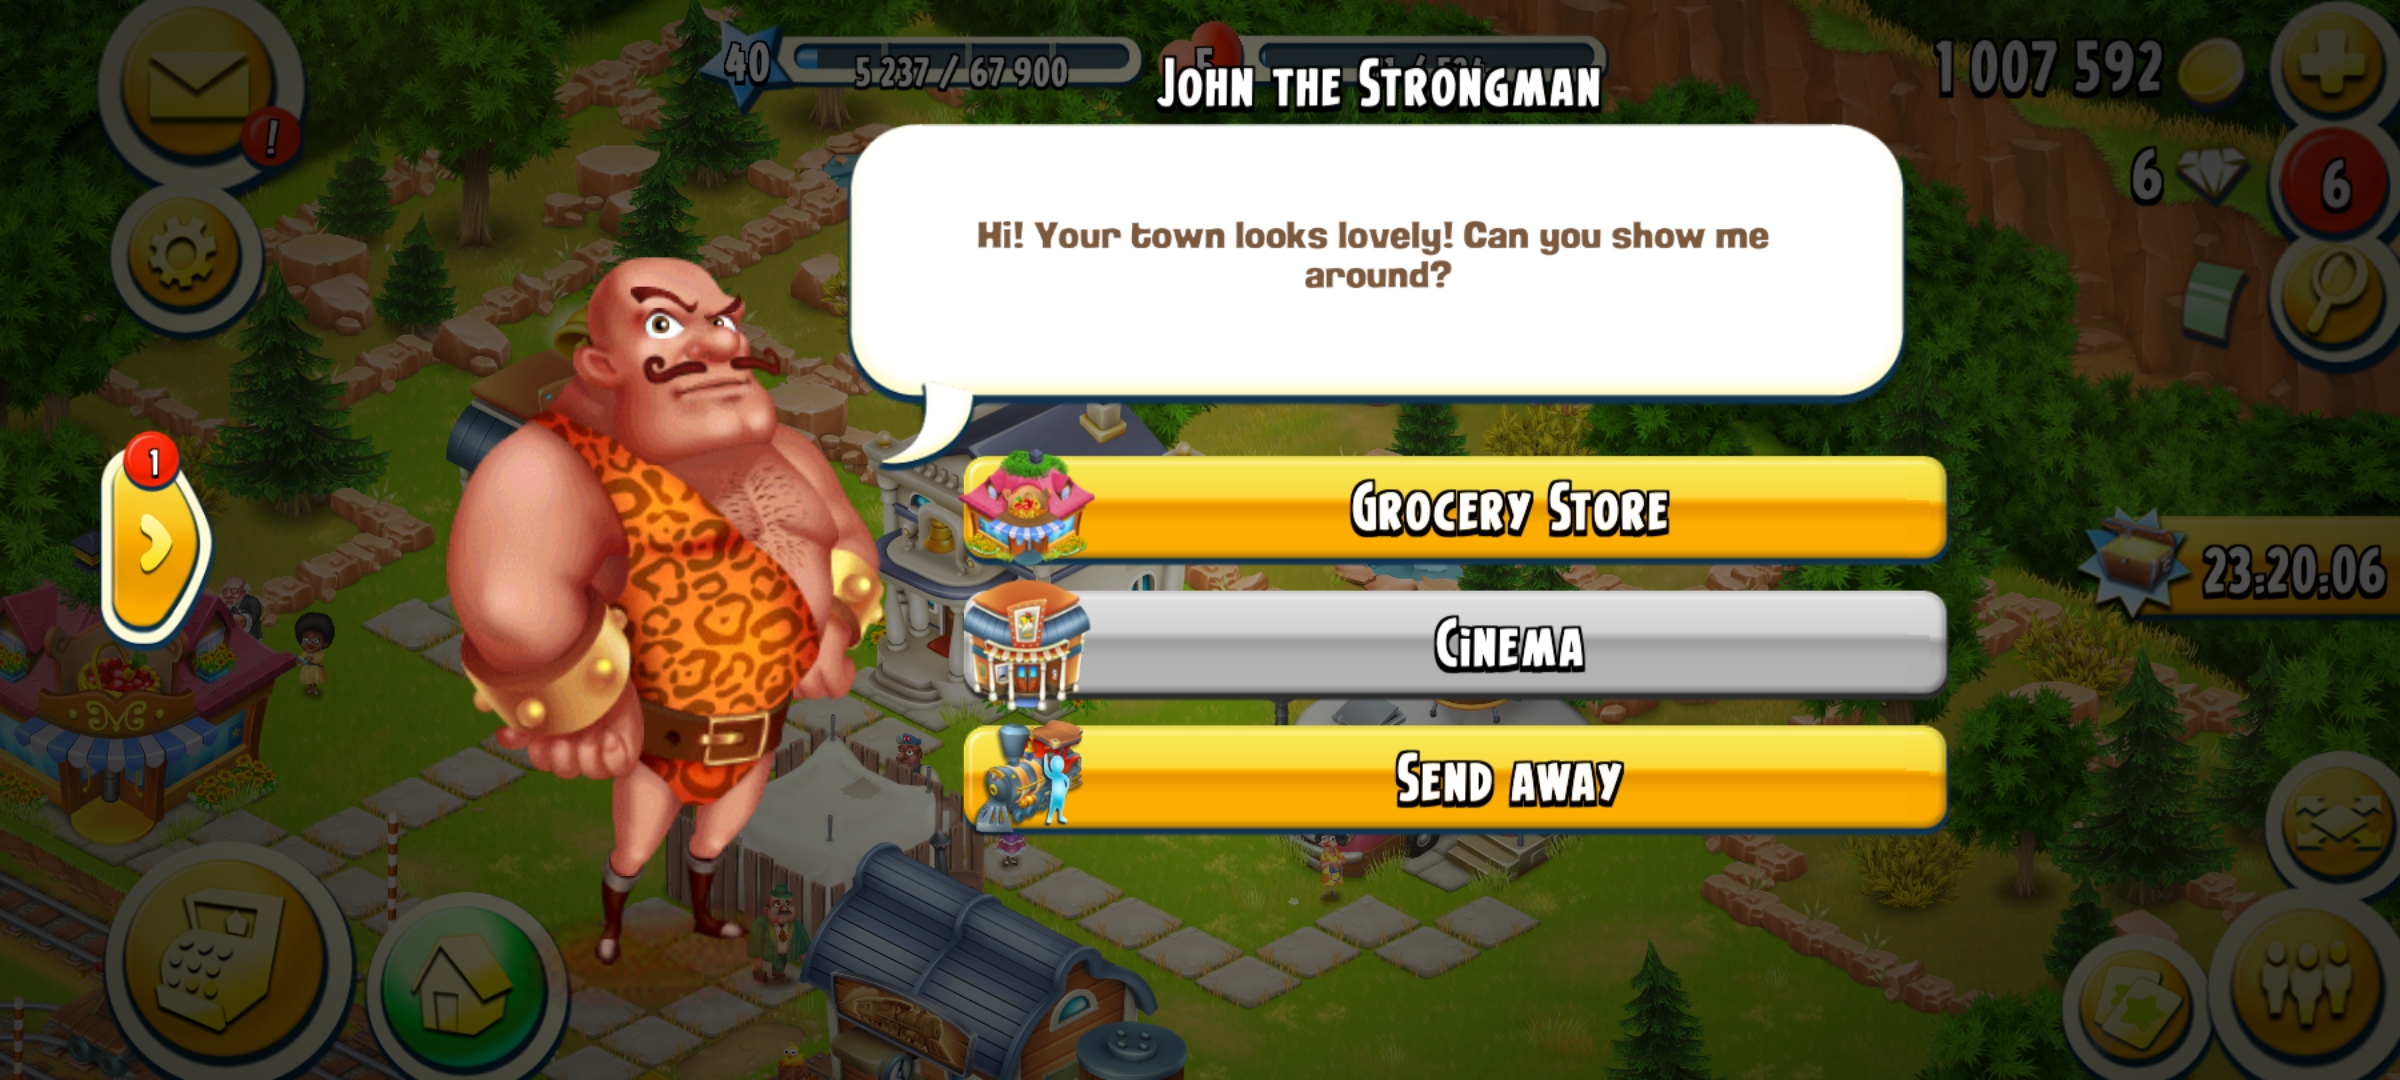 40
5 237 / 67 900
5
JOHN THE STRONGMAN
1 007 592
!
6
6
Hi! Your town looks lovely! Can you show me
around?
1
GROCERY STORE
23:20:06
CINEMA
SEND AWAY